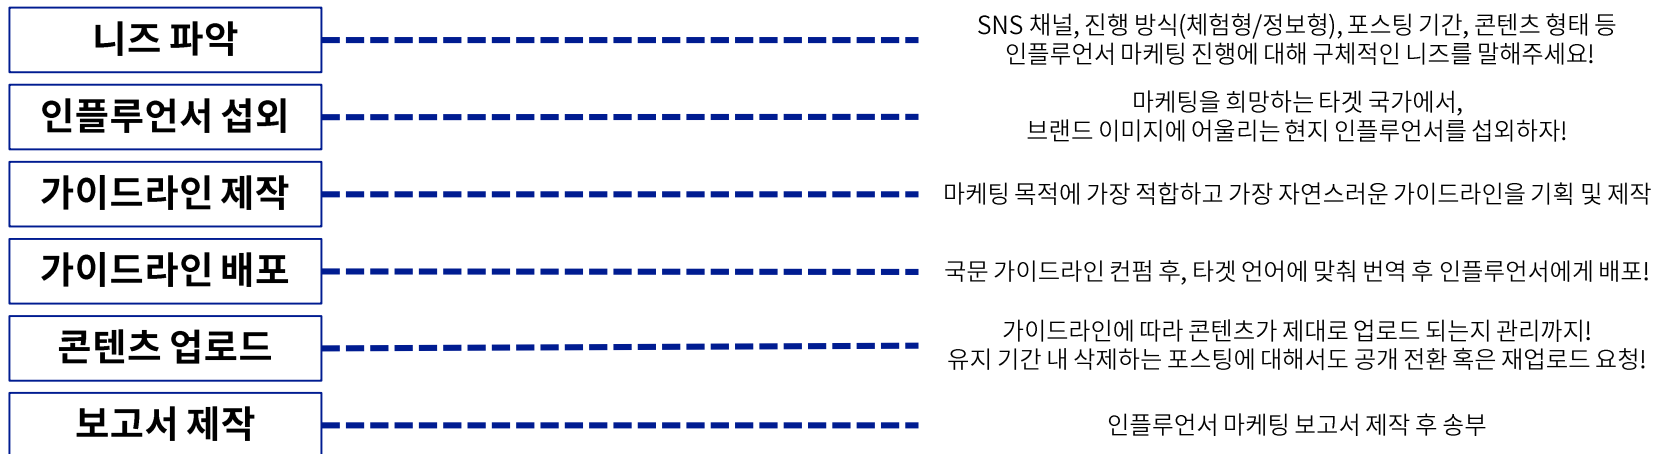 니즈 파악
SNS 채널, 진행 방식(체험형/정보형), 포스팅 기간, 콘텐츠 형태 등
인플루언서 마케팅 진행에 대해 구체적인 니즈를 말해주세요!
인플루언서 섭외
마케팅을 희망하는 타겟 국가에서,
브랜드 이미지에 어울리는 현지 인플루언서를 섭외하자!
가이드라인 제작
마케팅 목적에 가장 적합하고 가장 자연스러운 가이드라인을 기획 및 제작
가이드라인 배포
국문 가이드라인 컨펌 후, 타겟 언어에 맞춰 번역 후 인플루언서에게 배포!
콘텐츠 업로드
가이드라인에 따라 콘텐츠가 제대로 업로드 되는지 관리까지!
유지 기간 내 삭제하는 포스팅에 대해서도 공개 전환 혹은 재업로드 요청!
보고서 제작
인플루언서 마케팅 보고서 제작 후 송부